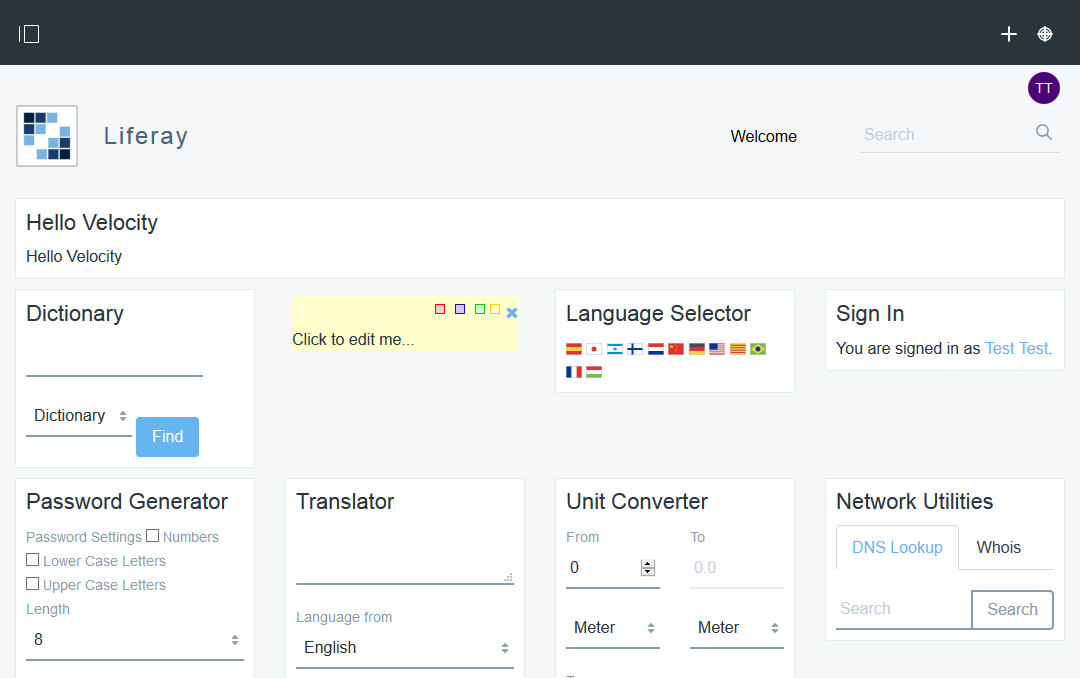 TT
Liferay
Welcome
Search
Hello Velocity
Hello Velocity
Dictionary
Dictionary
Find
Click to edit me...
Language Selector
Sign In
You are signed in as Test Test.
Password Generator
Password Settings Numbers
Lower Case Letters
Upper Case Letters
Length
8
Translator
Language from
English
Unit Converter
From To
0 0.0
Meter Meter
Network Utilities
DNS Lookup Whois
Search Search